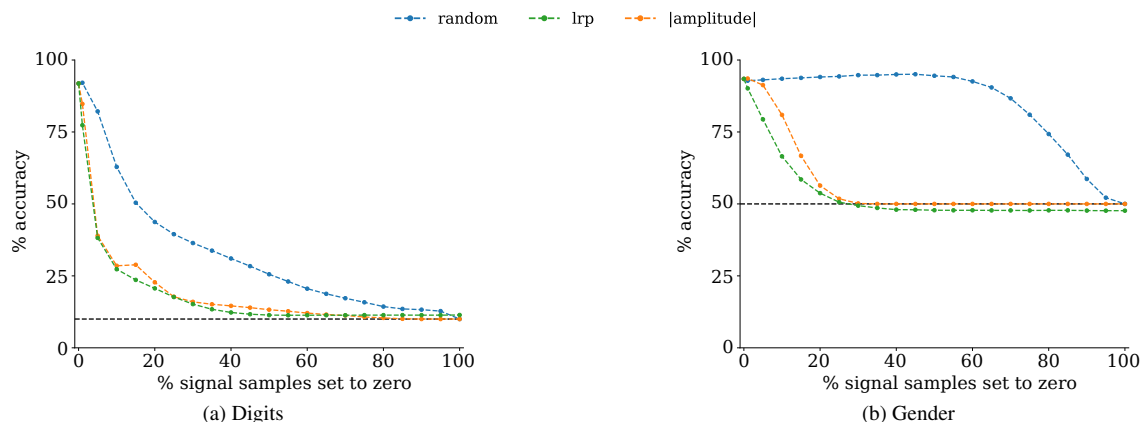 random lrp |amplitude|
100
75
50
25
0
% accuracy
0 20 40 60 80 100
% signal samples set to zero
(a) Digits
100
75
50
25
0
% accuracy
0 20 40 60 80 100
% signal samples set to zero
(b) Gender